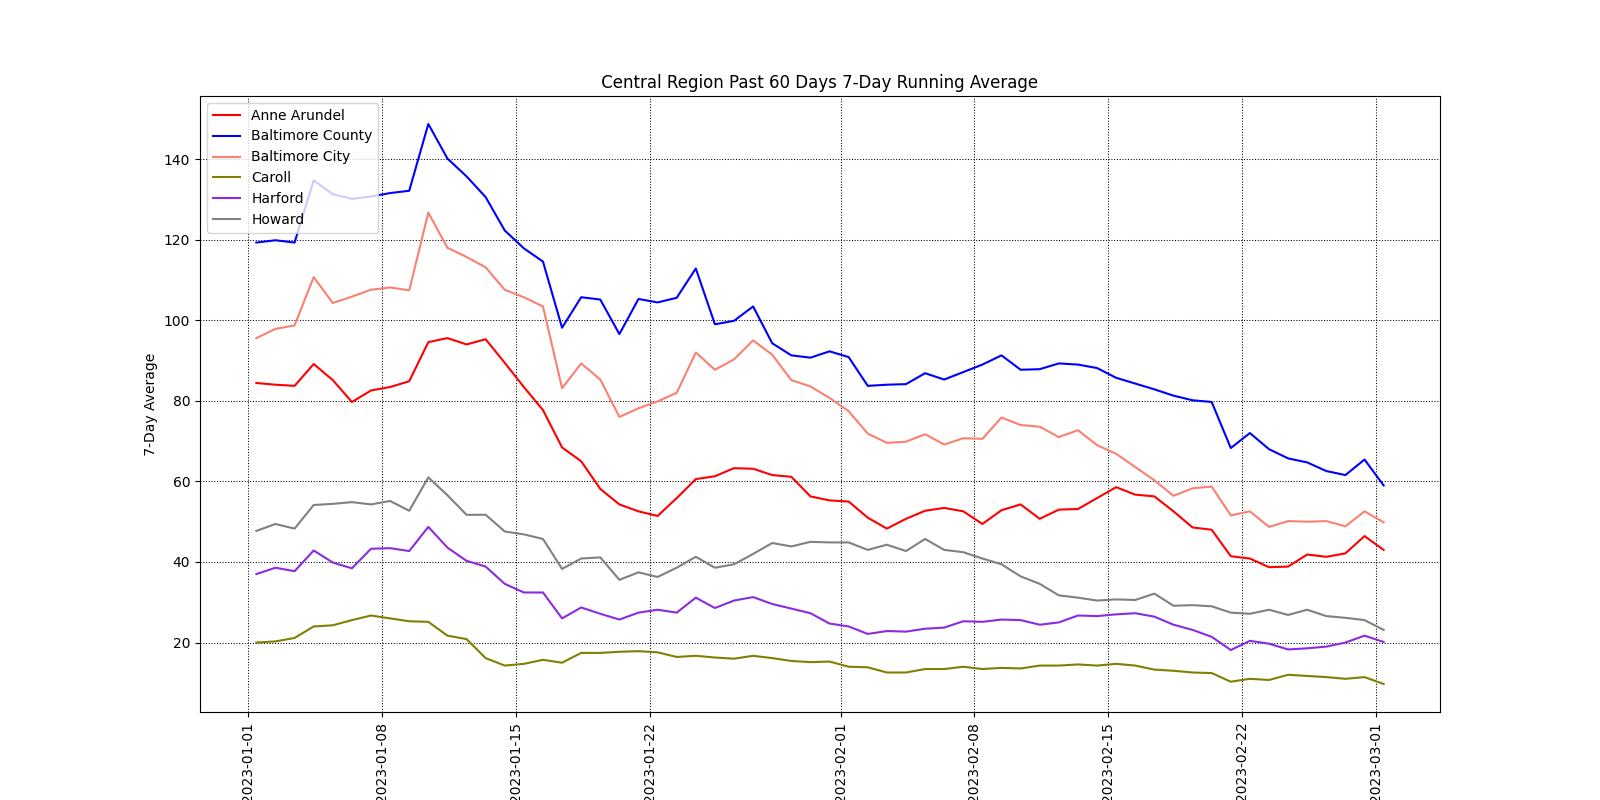 Central Region Past 60 Days 7-Day Running Average
Anne Arundel
Baltimore County
Baltimore City
Caroll
Harford
Howard
7-Day Average
140
120
100
80
60
40
20
2023-01-01
2023-01-08
2023-01-15
2023-01-22
2023-02-01
2023-02-08
2023-02-15
2023-02-22
2023-03-01